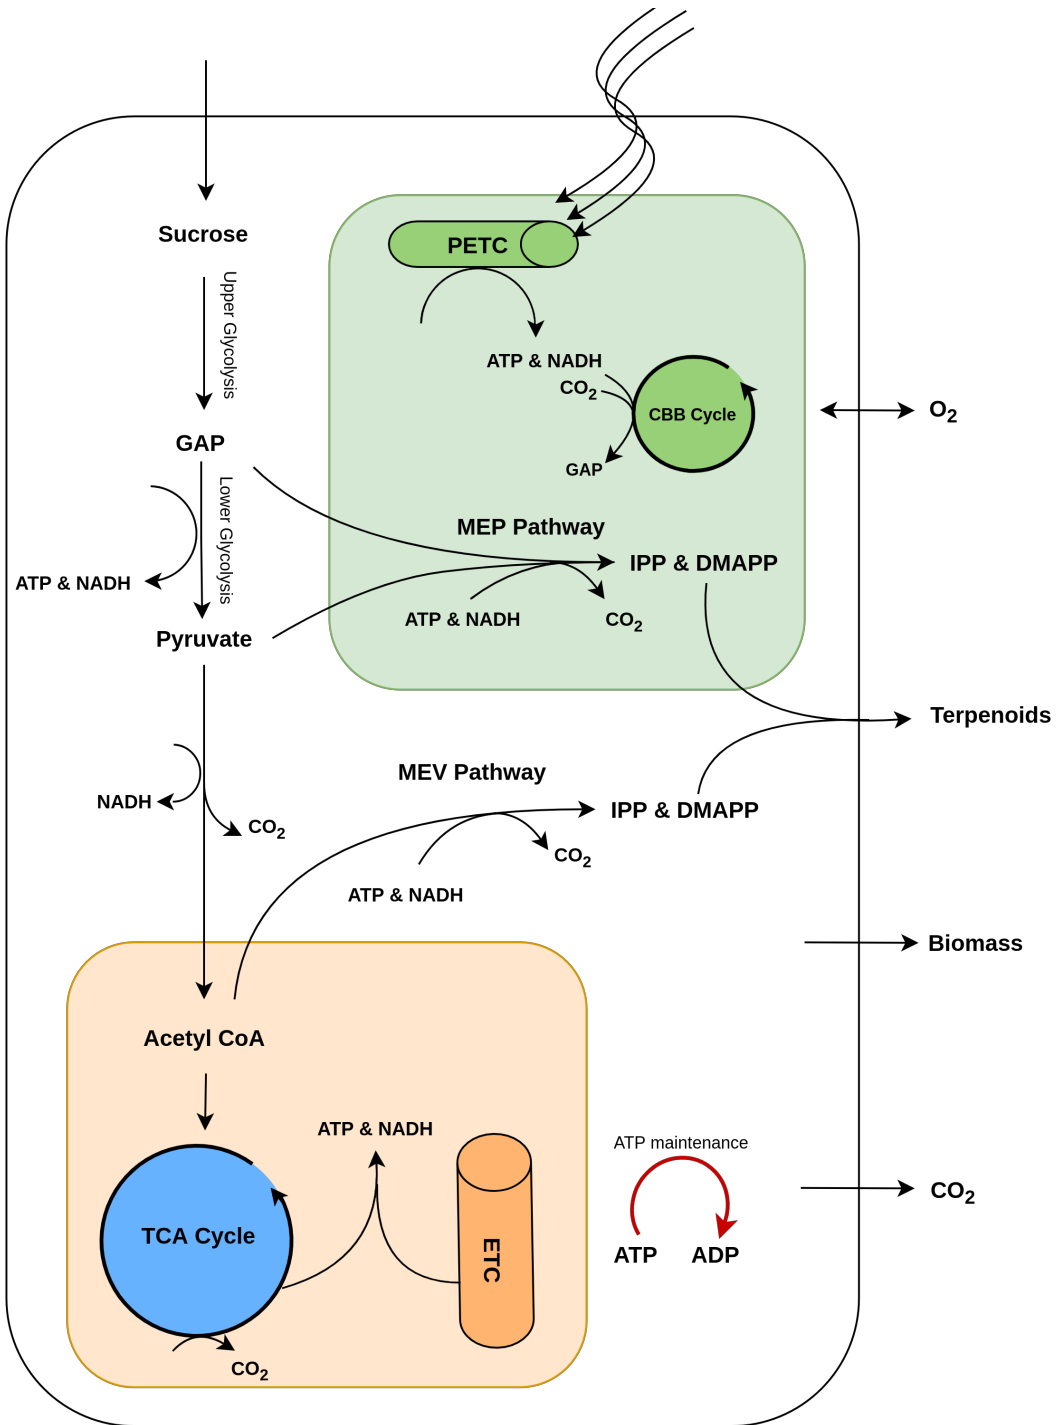 Sucrose
PETC
Upper Glycolysis
ATP & NADH
CO2
CBB Cycle
O2
GAP
GAP
Lower Glycolysis
MEP Pathway
IPP & DMAPP
ATP & NADH
ATP & NADH
CO2
Pyruvate
Terpenoids
MEV Pathway
NADH
IPP & DMAPP
CO2
CO2
ATP & NADH
Biomass
Acetyl CoA
ATP & NADH
ATP maintenance
CO2
TCA Cycle
ETC
ATP ADP
CO2